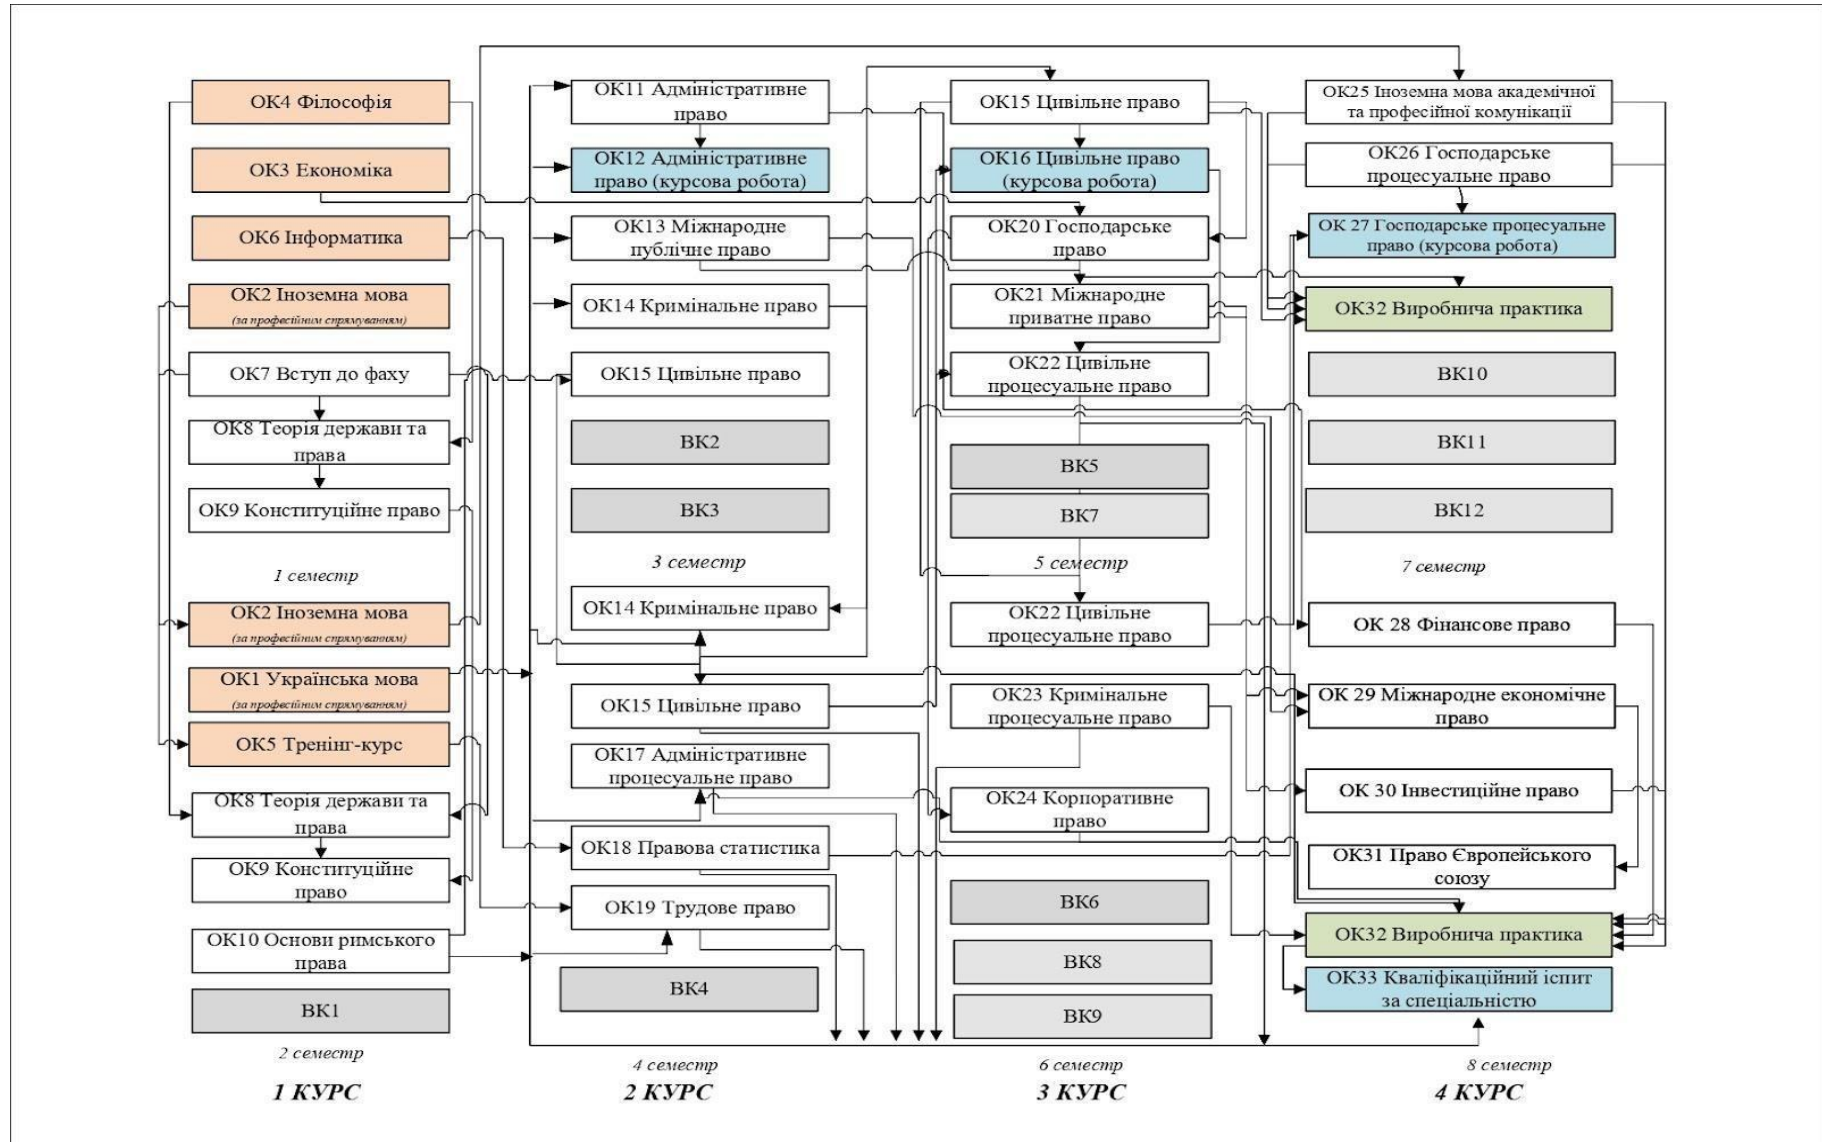 ОК4 Філософія
ОК3 Економіка
ОК6 Інформатика
ОК2 Іноземна мова
(за професійним спрямуванням)
ОК7 Вступ до фаху
ОК8 Теорія держави та
права
ОК9 Конституційне право
1 семестр
ОК2 Іноземна мова
(за професійним спрямуванням)
ОК1 Українська мова
(за професійним спрямуванням)
ОК5 Тренінг-курс
ОК8 Теорія держави та
права
ОК9 Конституційне
право
ОК10 Основи римського
права
ВК1
2 семестр
1 КУРС
ОК11 Адміністративне
право
ОК12 Адміністративне
право (курсова робота)
ОК13 Міжнародне
публічне право
ОК14 Кримінальне право
ОК15 Цивільне право
ВК2
ВК3
3 семестр
ОК14 Кримінальне право
ОК15 Цивільне право
ОК17 Адміністративне
процесуальне право
ОК18 Правова статистика
ОК19 Трудове право
ВК4
4 семестр
2 КУРС
ОК15 Цивільне право
ОК16 Цивільне право
(курсова робота)
ОК20 Господарське
право
ОК21 Міжнародне
приватне право
ОК22 Цивільне
процесуальне право
ВК5
ВК7
5 семестр
ОК22 Цивільне
процесуальне право
ОК23 Кримінальне
процесуальне право
ОК24 Корпоративне
право
ВК6
ВК8
ВК9
6 семестр
3 КУРС
ОК25 Іноземна мова академічної
та професійної комунікації
ОК26 Господарське
процесуальне право
ОК 27 Господарське процесуальне
право (курсова робота)
ОК32 Виробнича практика
ВК10
ВК11
ВК12
7 семестр
ОК 28 Фінансове право
ОК 29 Міжнародне економічне
право
ОК 30 Інвестиційне право
ОК31 Право Європейського
союзу
ОК32 Виробнича практика
ОК33 Кваліфікаційний іспит
за спеціальністю
8 семестр
4 КУРС